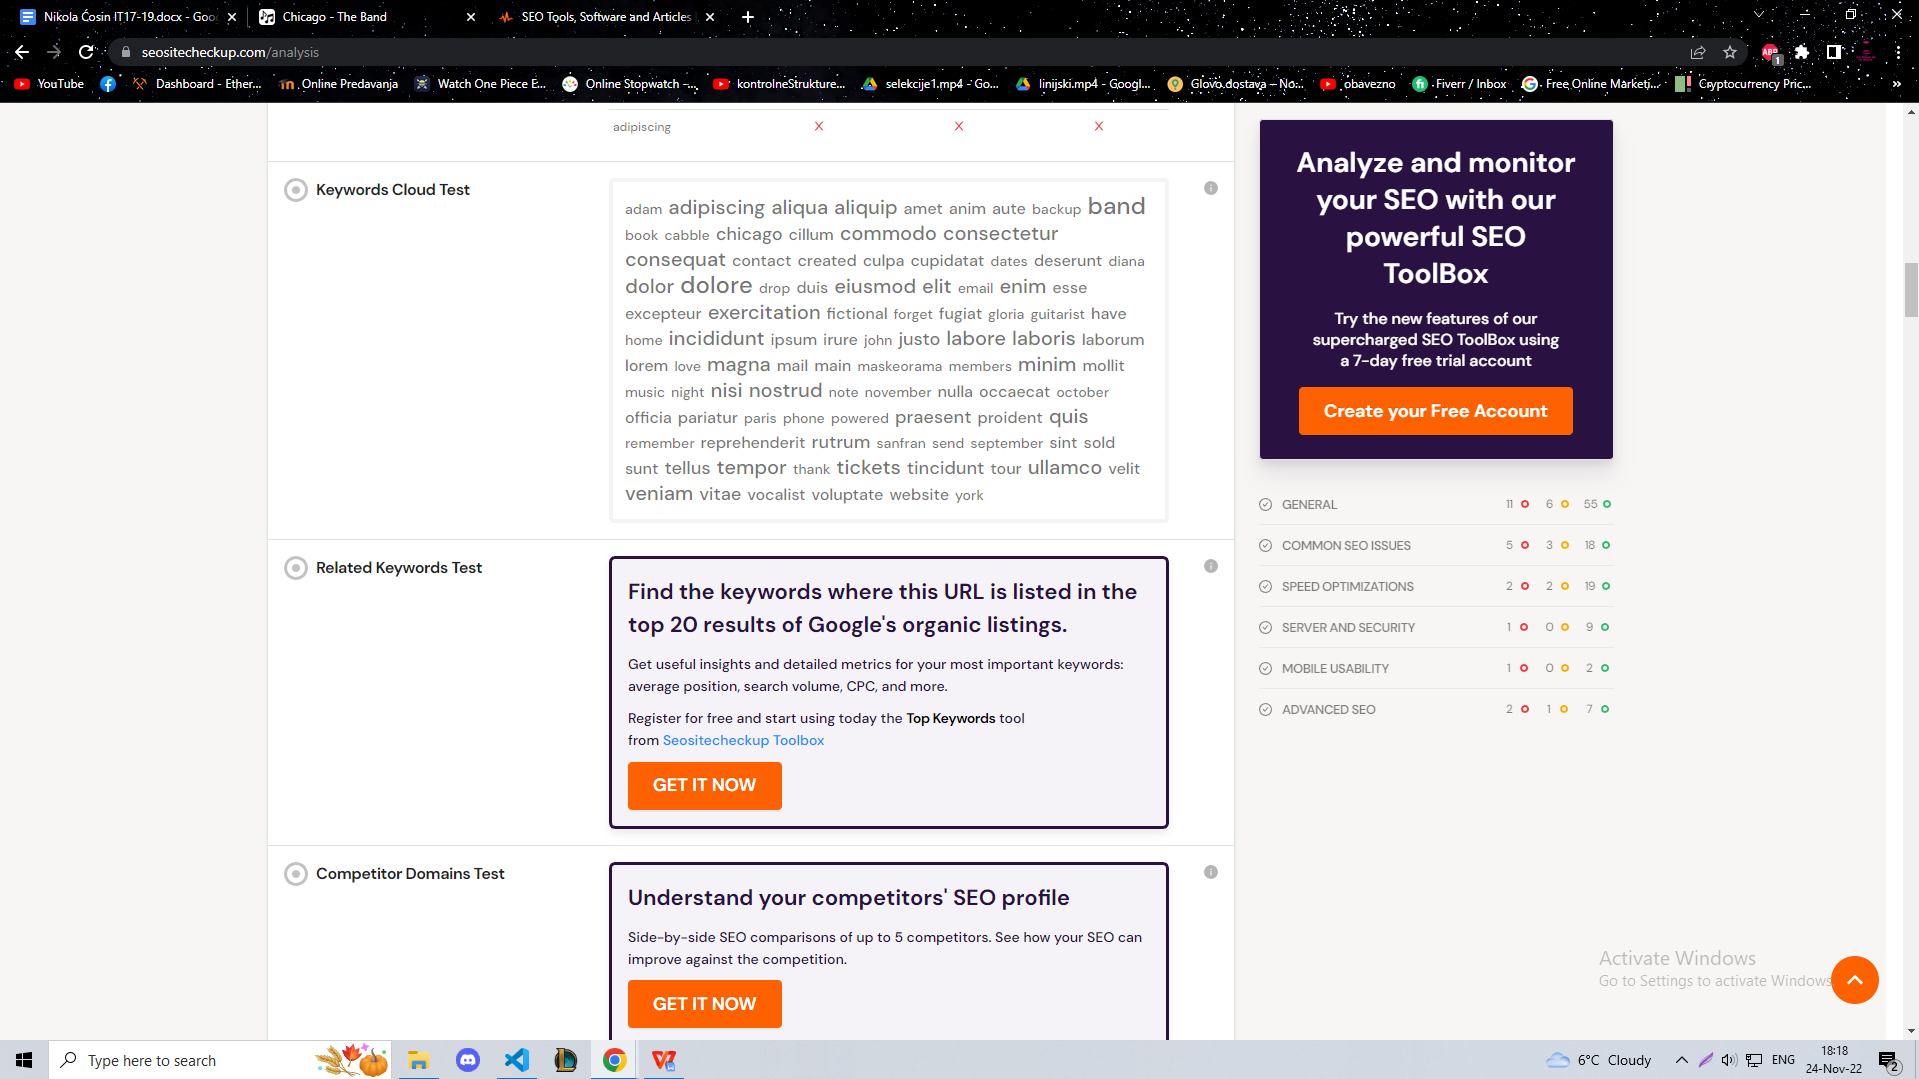 Nikola Ćosin IT17-19.docx - Goo
Chicago - The Band
SEO Tools, Software and Articles
seositecheckup.com/analysis
YouTube
Dashboard - Ether...
Online Predavanja
Watch One Piece E...
Online Stopwatch -...
kontrolneStrukture...
selekcije1.mp4 - Go...
linijski.mp4 - Googl...
Glovo dostava – No...
obavezno
Fiverr / Inbox
Free Online Marketi...
Cryptocurrency Pric...
»
adipiscing X X X
Keywords Cloud Test
adam adipiscing aliqua aliquip amet anim aute backup band
book cabble chicago cillum commodo consectetur
consequat contact created culpa cupidatat dates deserunt diana
dolor dolore drop duis eiusmod elit email enim esse
excepteur exercitation fictional forget fugiat gloria guitarist have
home incididunt ipsum irure john justo labore laboris laborum
lorem love magna mail main maskeorama members minim mollit
music night nisi nostrud note november nulla occaecat october
officia pariatur paris phone powered praesent proident quis
remember reprehenderit rutrum sanfran send september sint sold
sunt tellus tempor thank tickets tincidunt tour ullamco velit
veniam vitae vocalist voluptate website york
Related Keywords Test
Find the keywords where this URL is listed in the
top 20 results of Google's organic listings.
Get useful insights and detailed metrics for your most important keywords:
average position, search volume, CPC, and more.
Register for free and start using today the Top Keywords tool
from Seositecheckup Toolbox
GET IT NOW
Competitor Domains Test
Understand your competitors' SEO profile
Side-by-side SEO comparisons of up to 5 competitors. See how your SEO can
improve against the competition.
GET IT NOW
Analyze and monitor
your SEO with our
powerful SEO
ToolBox
Try the new features of our
supercharged SEO ToolBox using
a 7-day free trial account
Create your Free Account
GENERAL 11 6 55
COMMON SEO ISSUES 5 3 18
SPEED OPTIMIZATIONS 2 2 19
SERVER AND SECURITY 1 0 9
MOBILE USABILITY 1 0 2
ADVANCED SEO 2 1 7
Activate Windows
Go to Settings to activate Windows
Type here to search
6°C Cloudy
ENG
18:18
24-Nov-22
2